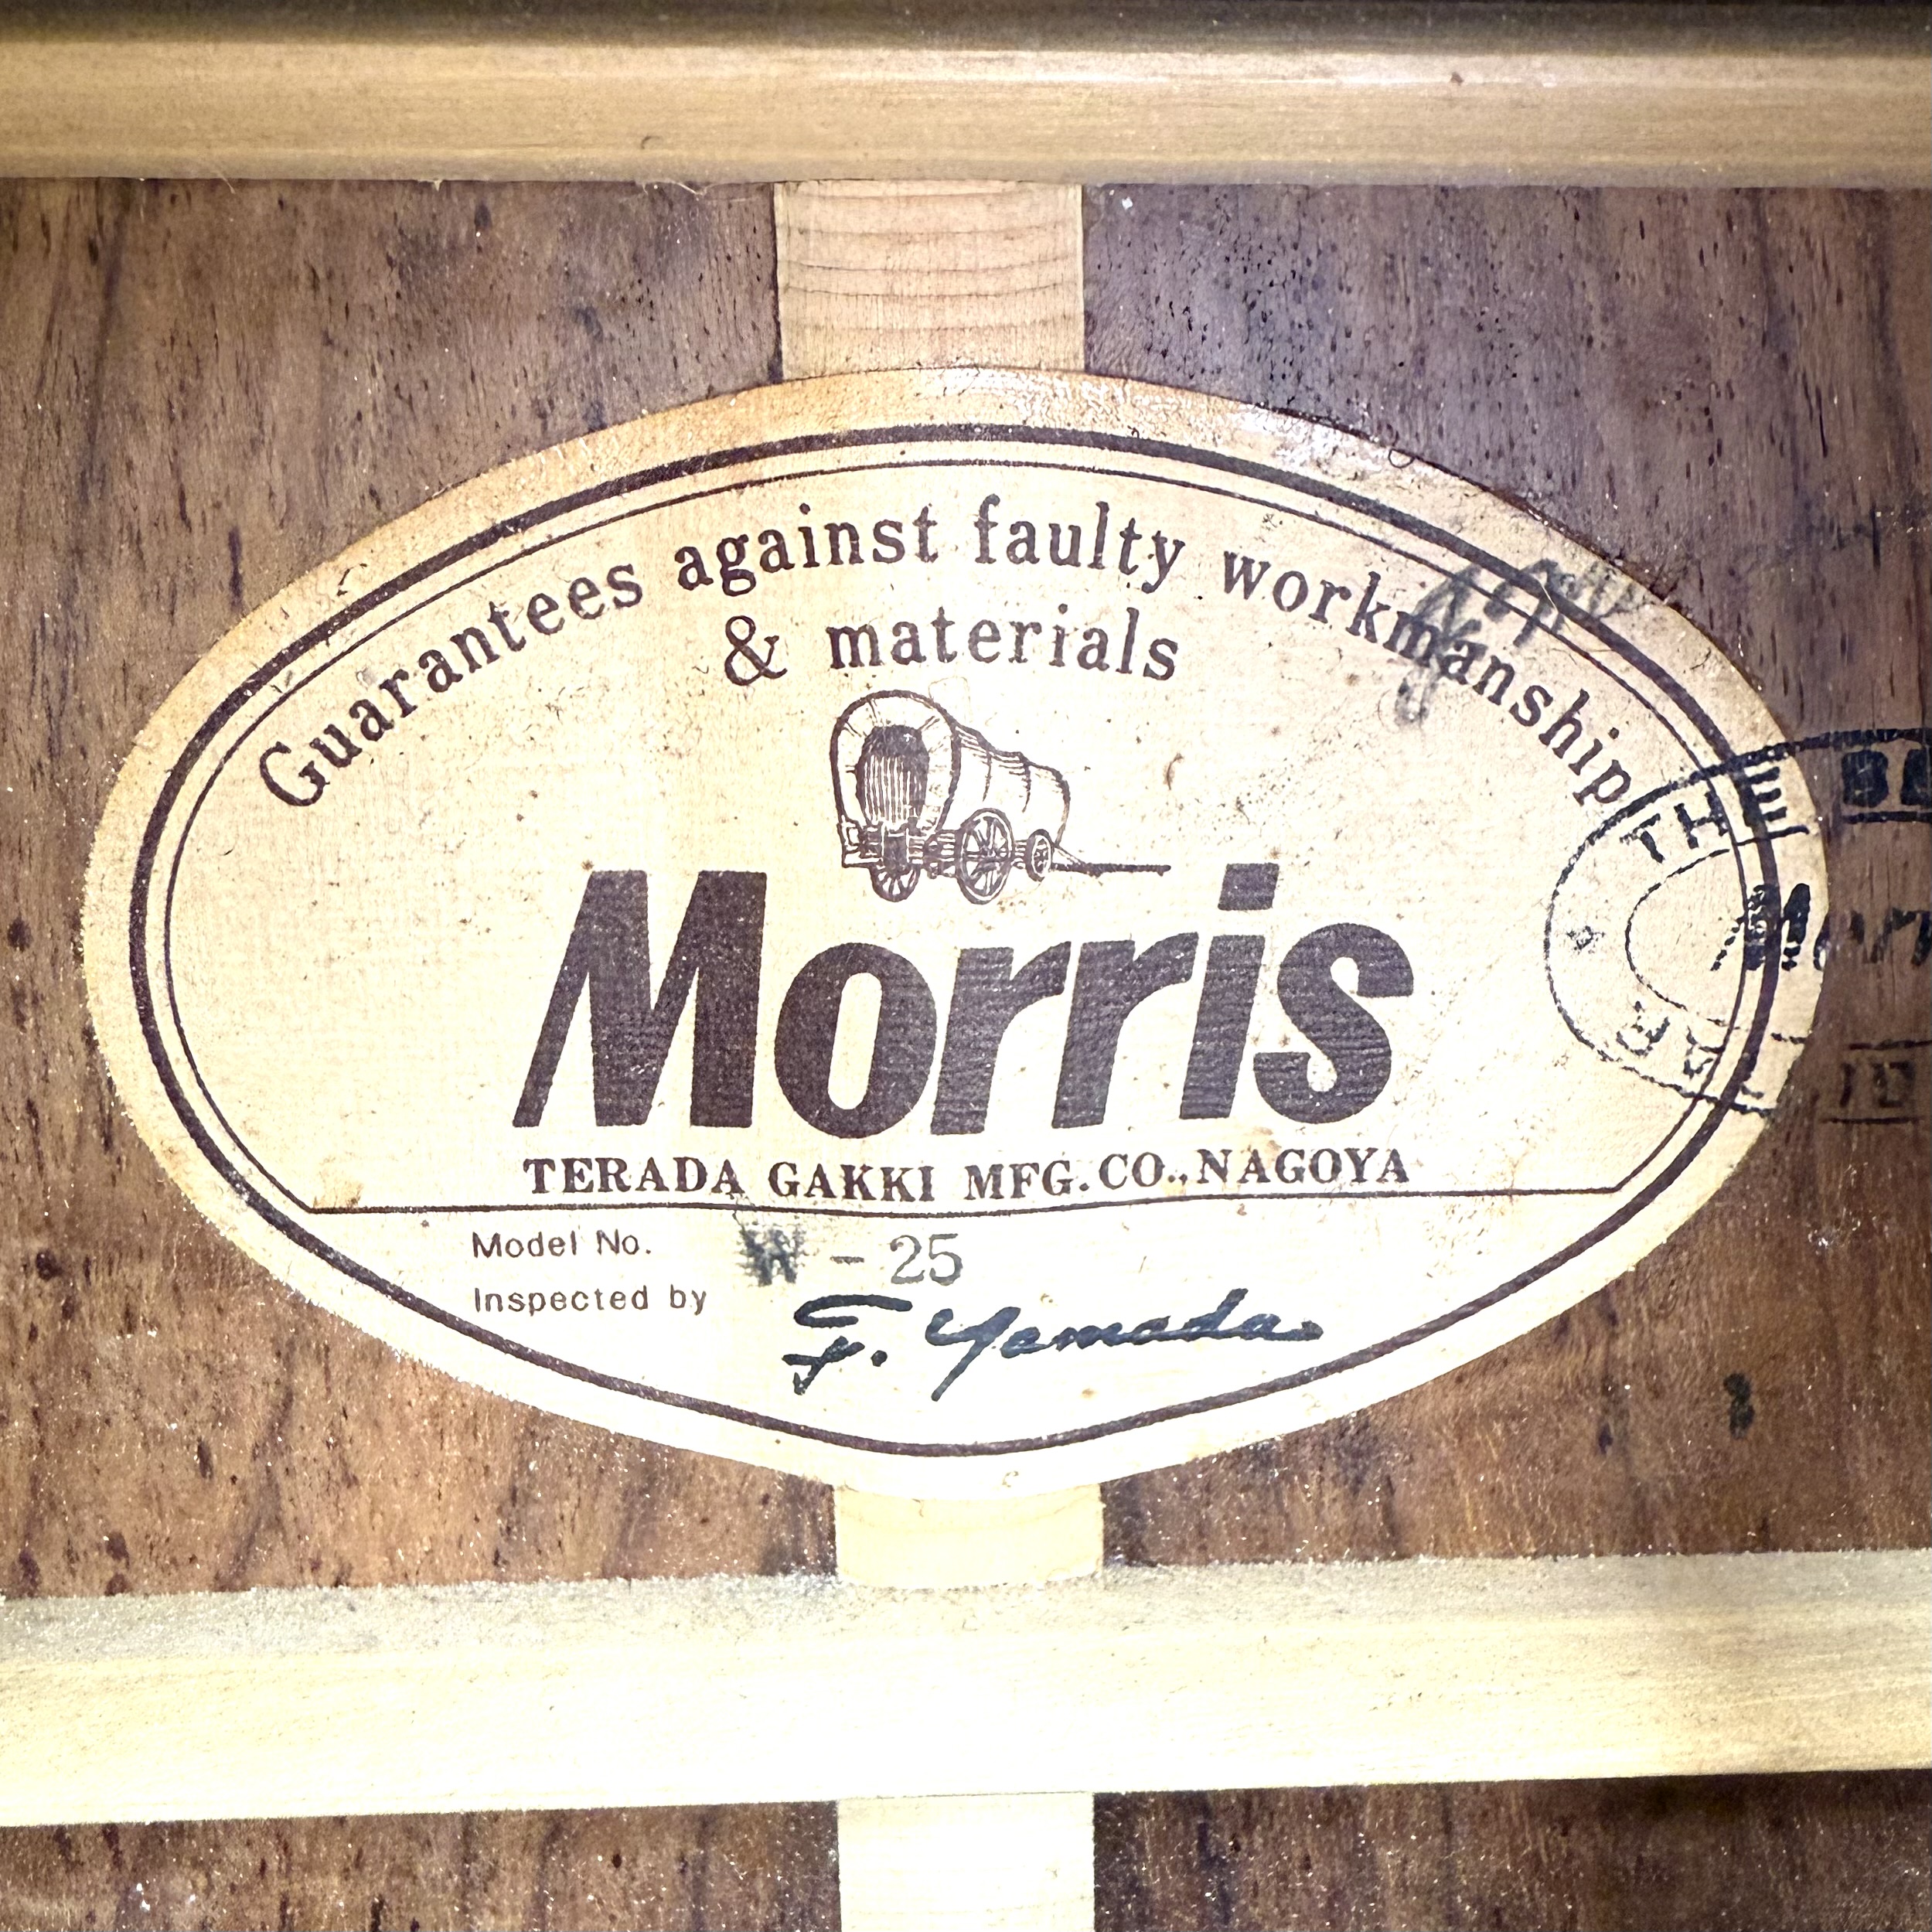 Guarantees against faulty workmanship
& materials
Morris
TERADA GAKKI MFG. CO., NAGOYA
Model No. W - 25
Inspected by F. Yamada
THE